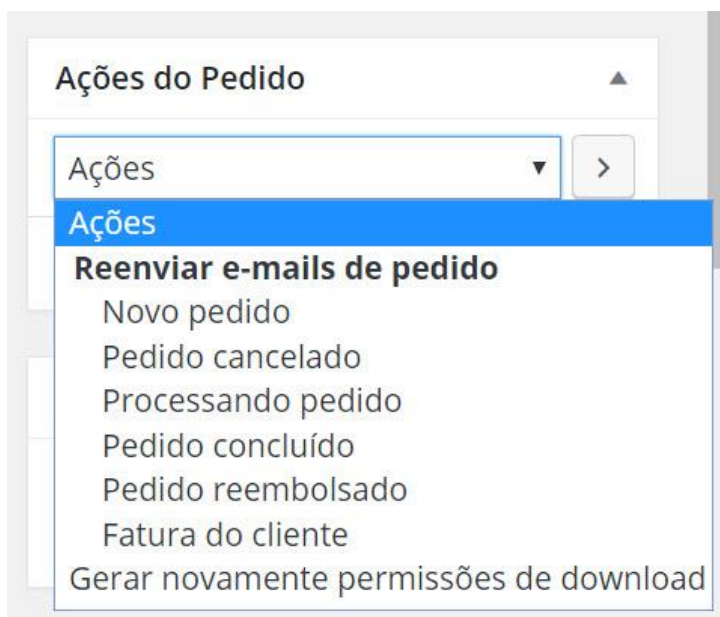 Ações do Pedido
Ações
Ações
Reenviar e-mails de pedido
Novo pedido
Pedido cancelado
Processando pedido
Pedido concluído
Pedido reembolsado
Fatura do cliente
Gerar novamente permissões de download